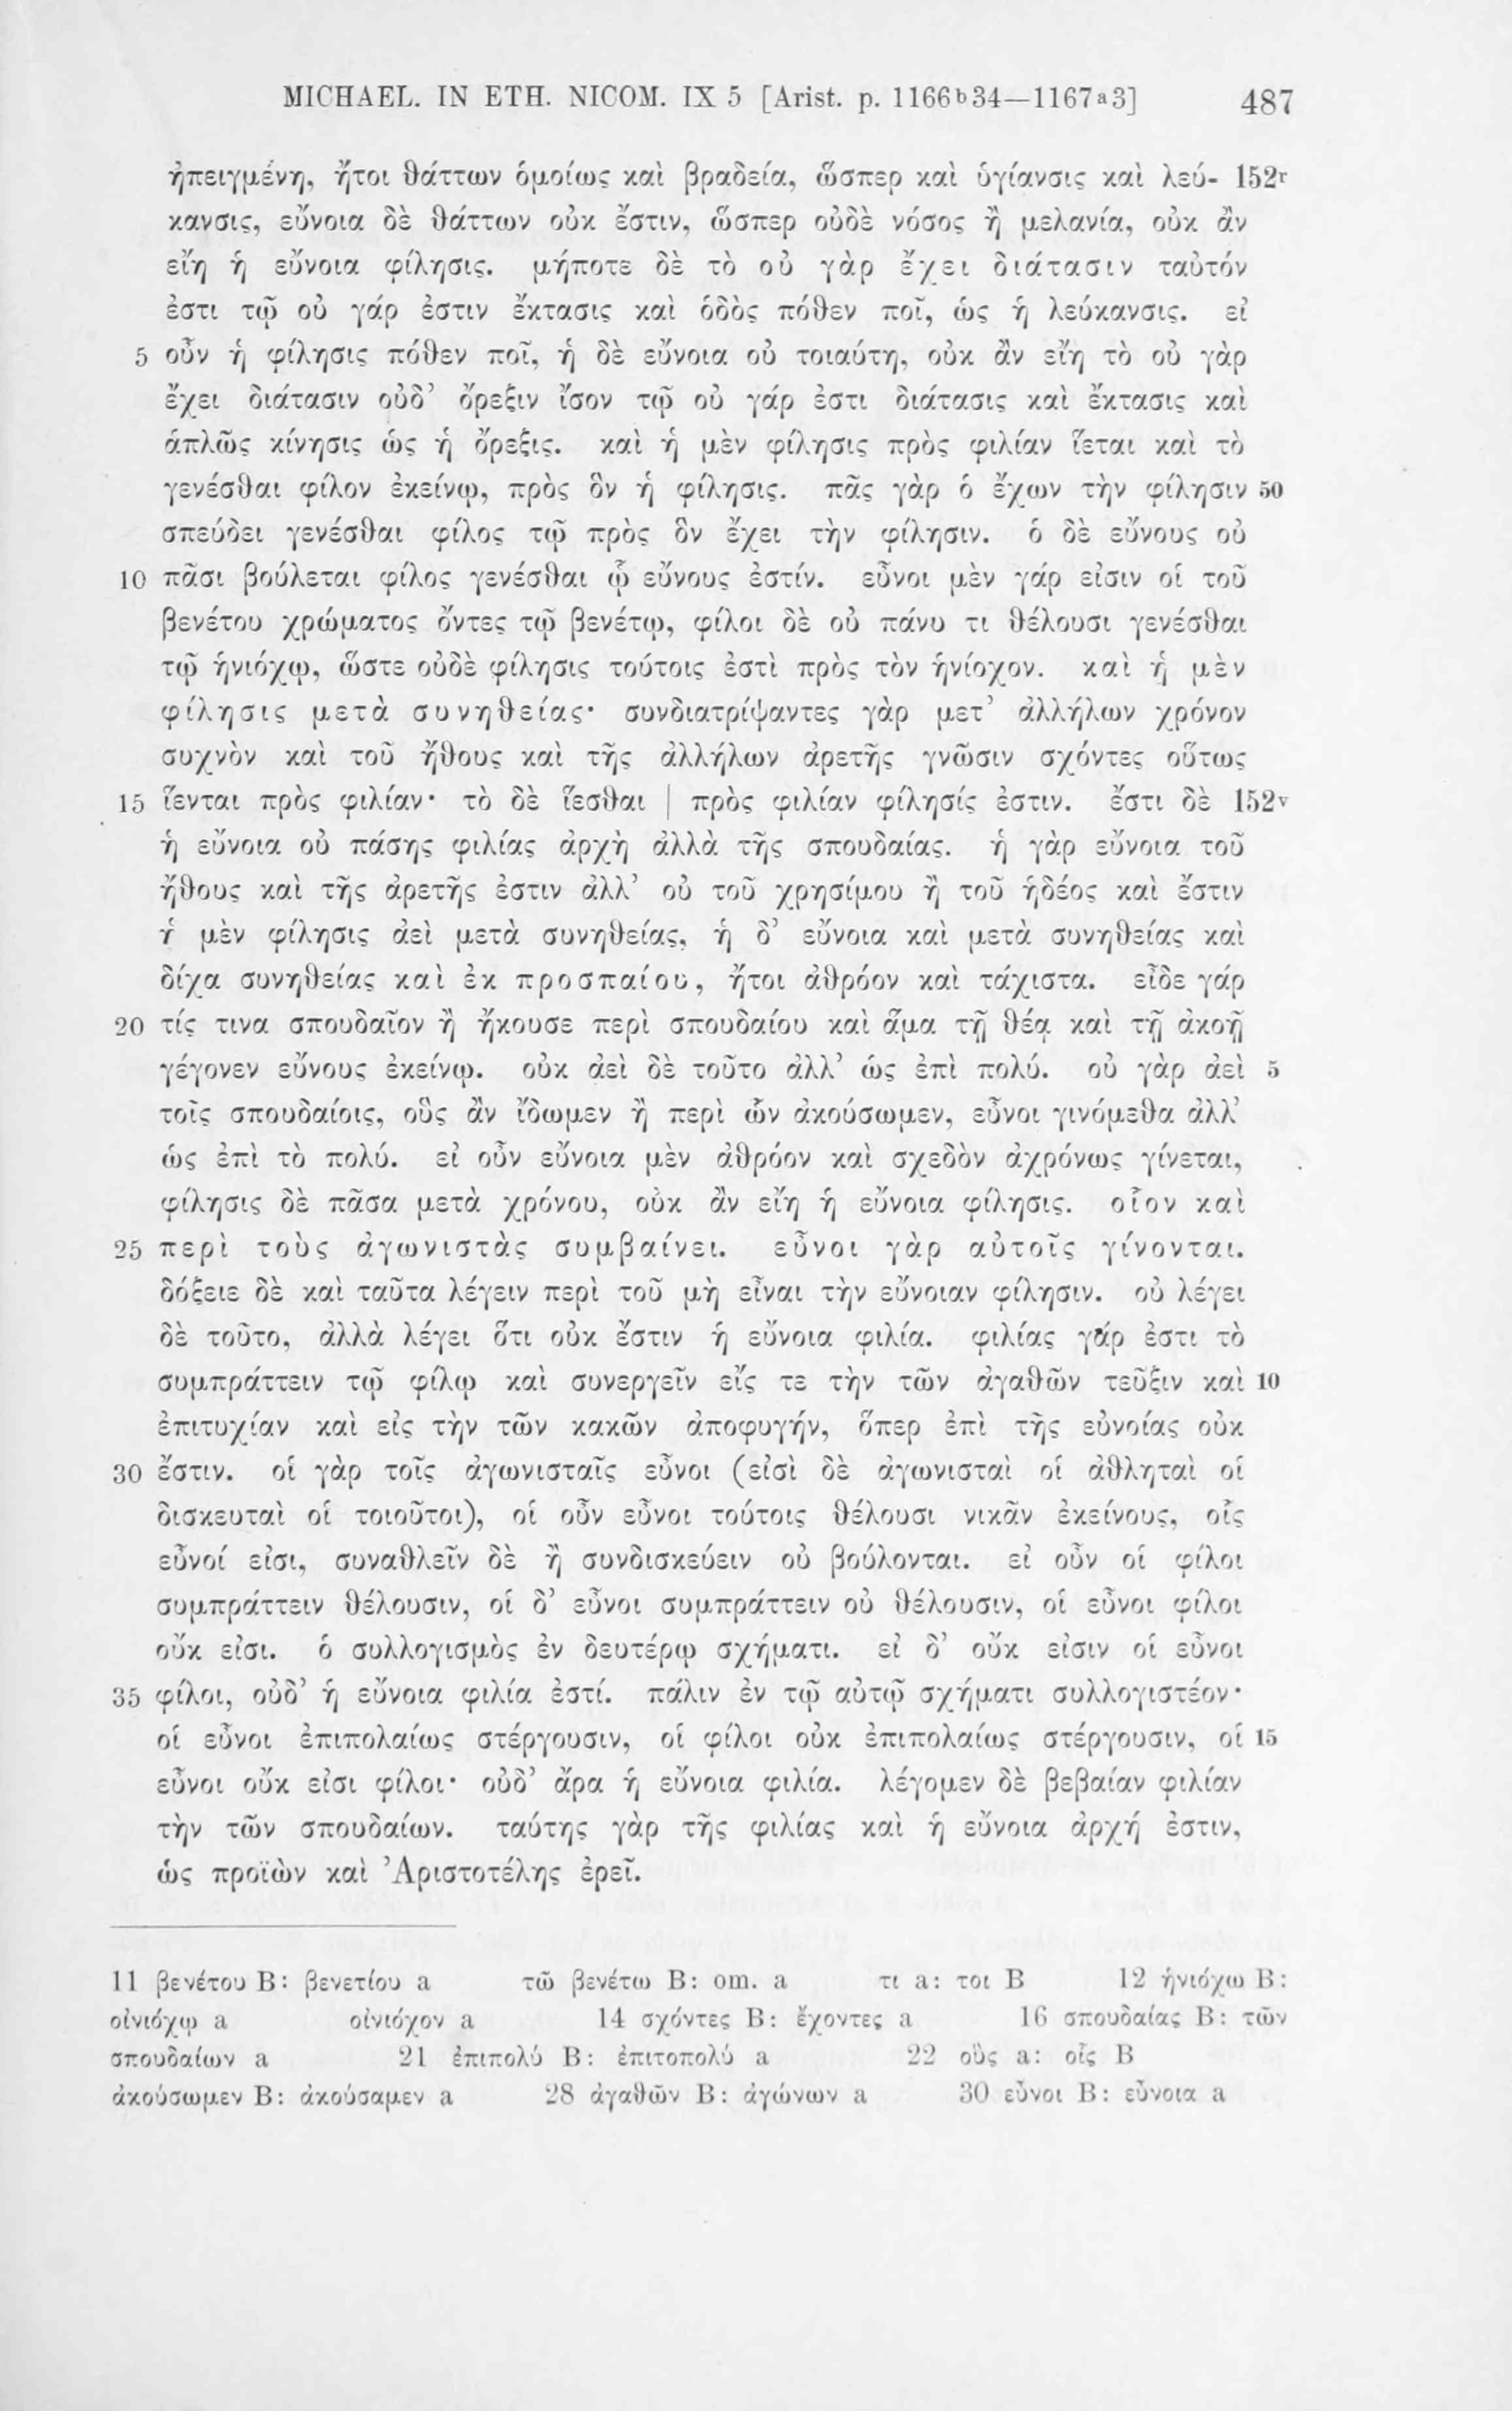 MICHAEL. IN ETH. NICOM. IX 5 [Arist. p. 1166ᵇ34—1167ᵃ3] 487
ἠπειγμένη, ἤτοι θάττων ὁμοίως καὶ βραδεία, ὥσπερ καὶ ὑγίανσις καὶ λεύ- 152ʳ
κανσις, εὔνοια δὲ θάττων οὐκ ἔστιν, ὥσπερ οὐδὲ νόσος ἢ μελανία, οὐκ ἂν
εἴη ἡ εὔνοια φίλησις. μήποτε δὲ τὸ οὐ γὰρ ἔχει διάτασιν ταὐτόν
ἐστι τῷ οὐ γάρ ἐστιν ἔκτασις καὶ ὁδὸς πόθεν ποῖ, ὡς ἡ λεύκανσις. εἰ
5 οὖν ἡ φίλησις πόθεν ποῖ, ἡ δὲ εὔνοια οὐ τοιαύτη, οὐκ ἂν εἴη τὸ οὐ γὰρ
ἔχει διάτασιν οὐδ’ ὄρεξιν ἴσον τῷ οὐ γάρ ἐστι διάτασις καὶ ἔκτασις καὶ
ἁπλῶς κίνησις ὡς ἡ ὄρεξις. καὶ ἡ μὲν φίλησις πρὸς φιλίαν ἵεται καὶ τὸ
γενέσθαι φίλον ἐκείνῳ, πρὸς ὃν ἡ φίλησις. πᾶς γὰρ ὁ ἔχων τὴν φίλησιν 50
σπεύδει γενέσθαι φίλος τῷ πρὸς ὃν ἔχει τὴν φίλησιν. ὁ δὲ εὔνους οὐ
10 πᾶσι βούλεται φίλος γενέσθαι ᾧ εὔνους ἐστίν. εὖνοι μὲν γάρ εἰσιν οἱ τοῦ
βενέτου χρώματος ὄντες τῷ βενέτῳ, φίλοι δὲ οὐ πάνυ τι θέλουσι γενέσθαι
τῷ ἡνιόχῳ, ὥστε οὐδὲ φίλησις τούτοις ἐστὶ πρὸς τὸν ἡνίοχον. καὶ ἡ μὲν
φίλησις μετὰ συνηθείας· συνδιατρίψαντες γὰρ μετ’ ἀλλήλων χρόνον
συχνὸν καὶ τοῦ ἤθους καὶ τῆς ἀλλήλων ἀρετῆς γνῶσιν σχόντες οὕτως
15 ἵενται πρὸς φιλίαν· τὸ δὲ ἵεσθαι | πρὸς φιλίαν φίλησίς ἐστιν. ἔστι δὲ 152ᵛ
ἡ εὔνοια οὐ πάσης φιλίας ἀρχὴ ἀλλὰ τῆς σπουδαίας. ἡ γὰρ εὔνοια τοῦ
ἤθους καὶ τῆς ἀρετῆς ἐστιν ἀλλ’ οὐ τοῦ χρησίμου ἢ τοῦ ἡδέος καὶ ἔστιν
ἡ μὲν φίλησις ἀεὶ μετὰ συνηθείας, ἡ δ’ εὔνοια καὶ μετὰ συνηθείας καὶ
δίχα συνηθείας καὶ ἐκ προσπαίου, ἤτοι ἀθρόον καὶ τάχιστα. εἶδε γάρ
20 τίς τινα σπουδαῖον ἢ ἤκουσε περὶ σπουδαίου καὶ ἅμα τῇ θέᾳ καὶ τῇ ἀκοῇ
γέγονεν εὔνους ἐκείνῳ. οὐκ ἀεὶ δὲ τοῦτο ἀλλ’ ὡς ἐπὶ πολύ. οὐ γὰρ ἀεὶ 5
τοῖς σπουδαίοις, οὓς ἂν ἴδωμεν ἢ περὶ ὧν ἀκούσωμεν, εὖνοι γινόμεθα ἀλλ’
ὡς ἐπὶ τὸ πολύ. εἰ οὖν εὔνοια μὲν ἀθρόον καὶ σχεδὸν ἀχρόνως γίνεται,
φίλησις δὲ πᾶσα μετὰ χρόνου, οὐκ ἂν εἴη ἡ εὔνοια φίλησις. οἷον καὶ
25 περὶ τοὺς ἀγωνιστὰς συμβαίνει. εὖνοι γὰρ αὐτοῖς γίνονται.
δόξειε δὲ καὶ ταῦτα λέγειν περὶ τοῦ μὴ εἶναι τὴν εὔνοιαν φίλησιν. οὐ λέγει
δὲ τοῦτο, ἀλλὰ λέγει ὅτι οὐκ ἔστιν ἡ εὔνοια φιλία. φιλίας γάρ ἐστι τὸ
συμπράττειν τῷ φίλῳ καὶ συνεργεῖν εἴς τε τὴν τῶν ἀγαθῶν τεῦξιν καὶ 10
ἐπιτυχίαν καὶ εἰς τὴν τῶν κακῶν ἀποφυγήν, ὅπερ ἐπὶ τῆς εὐνοίας οὐκ
30 ἔστιν. οἱ γὰρ τοῖς ἀγωνισταῖς εὖνοι (εἰσὶ δὲ ἀγωνισταὶ οἱ ἀθληταὶ οἱ
δισκευταὶ οἱ τοιοῦτοι), οἱ οὖν εὖνοι τούτοις θέλουσι νικᾶν ἐκείνους, οἷς
εὖνοί εἰσι, συναθλεῖν δὲ ἢ συνδισκεύειν οὐ βούλονται. εἰ οὖν οἱ φίλοι
συμπράττειν θέλουσιν, οἱ δ’ εὖνοι συμπράττειν οὐ θέλουσιν, οἱ εὖνοι φίλοι
οὔκ εἰσι. ὁ συλλογισμὸς ἐν δευτέρῳ σχήματι. εἰ δ’ οὔκ εἰσιν οἱ εὖνοι
35 φίλοι, οὐδ’ ἡ εὔνοια φιλία ἐστί. πάλιν ἐν τῷ αὐτῷ σχήματι συλλογιστέον·
οἱ εὖνοι ἐπιπολαίως στέργουσιν, οἱ φίλοι οὐκ ἐπιπολαίως στέργουσιν, οἱ 15
εὖνοι οὔκ εἰσι φίλοι· οὐδ’ ἄρα ἡ εὔνοια φιλία. λέγομεν δὲ βεβαίαν φιλίαν
τὴν τῶν σπουδαίων. ταύτης γὰρ τῆς φιλίας καὶ ἡ εὔνοια ἀρχή ἐστιν,
ὡς προϊὼν καὶ Ἀριστοτέλης ἐρεῖ.
11 βενέτου B: βενετίου a τῶ βενέτω B: om. a τι a: τοι B 12 ἡνιόχω B:
οἰνιόχῳ a οἰνιόχον a 14 σχόντες B: ἔχοντες a 16 σπουδαίας B: τῶν
σπουδαίων a 21 ἐπιπολύ B: ἐπιτοπολύ a 22 οὓς a: οἷς B
ἀκούσωμεν B: ἀκούσαμεν a 28 ἀγαθῶν B: ἀγώνων a 30 εὖνοι B: εὔνοια a